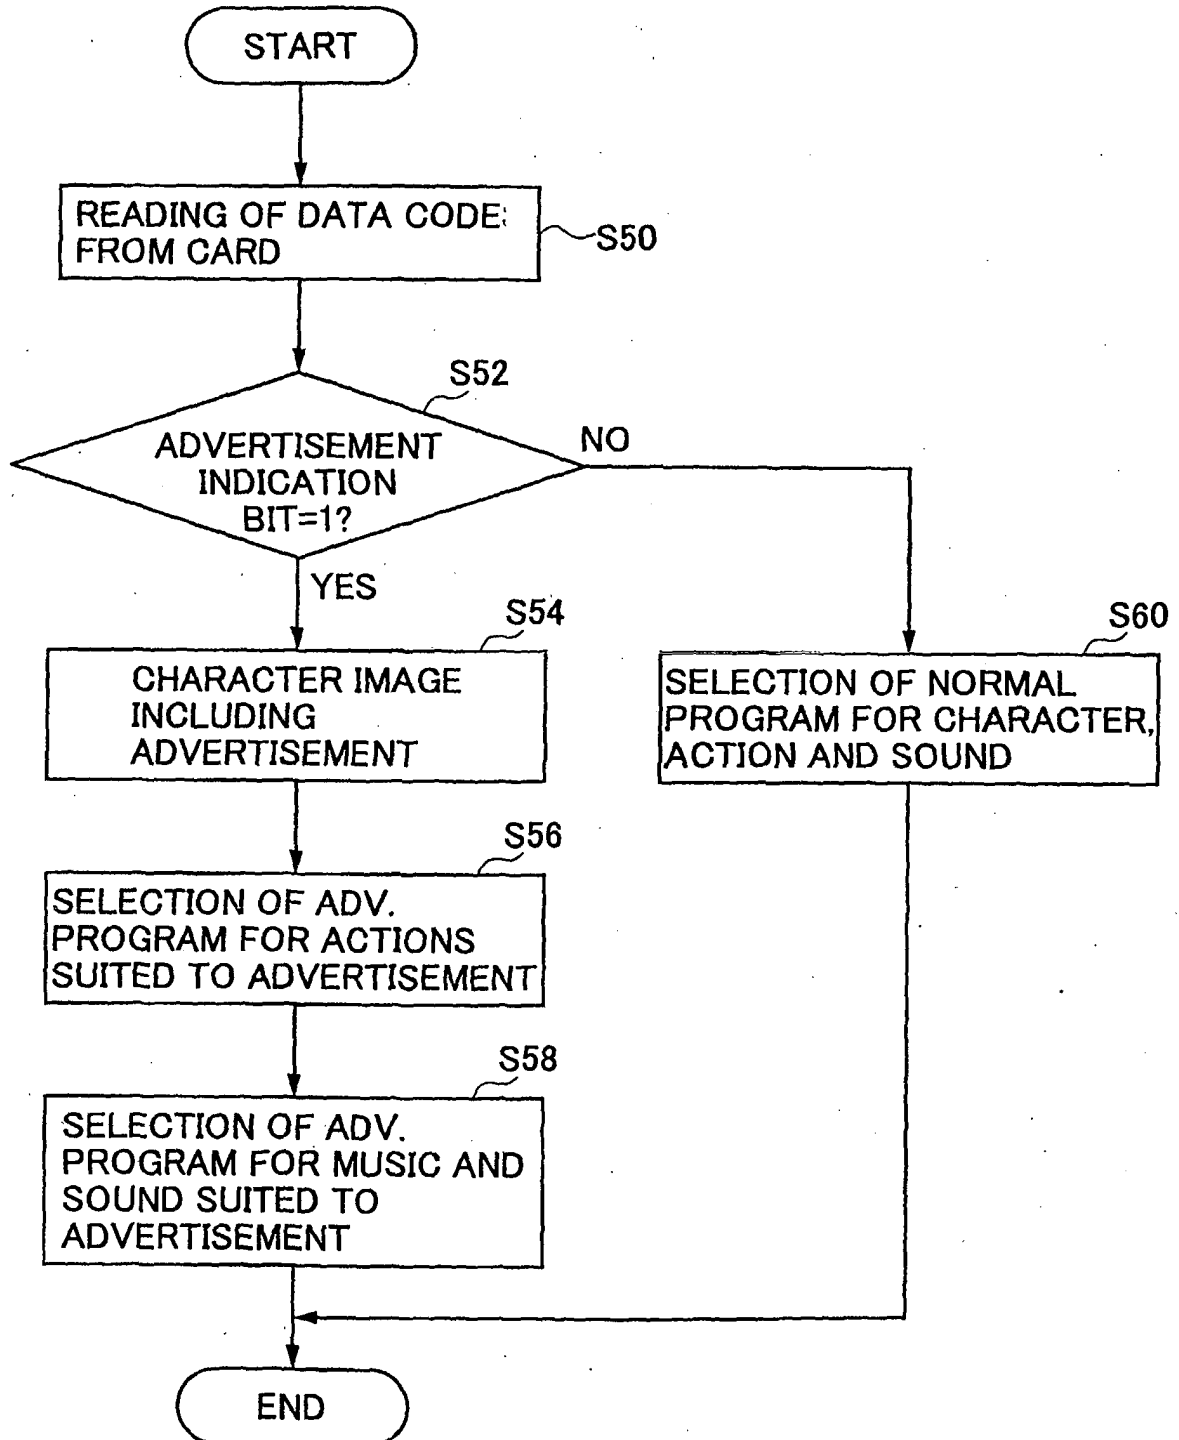 START
READING OF DATA CODE
FROM CARD
S50
S52
ADVERTISEMENT
INDICATION
BIT=1?
NO
YES
S54
CHARACTER IMAGE
INCLUDING
ADVERTISEMENT
S60
SELECTION OF NORMAL
PROGRAM FOR CHARACTER,
ACTION AND SOUND
S56
SELECTION OF ADV.
PROGRAM FOR ACTIONS
SUITED TO ADVERTISEMENT
S58
SELECTION OF ADV.
PROGRAM FOR MUSIC AND
SOUND SUITED TO
ADVERTISEMENT
END